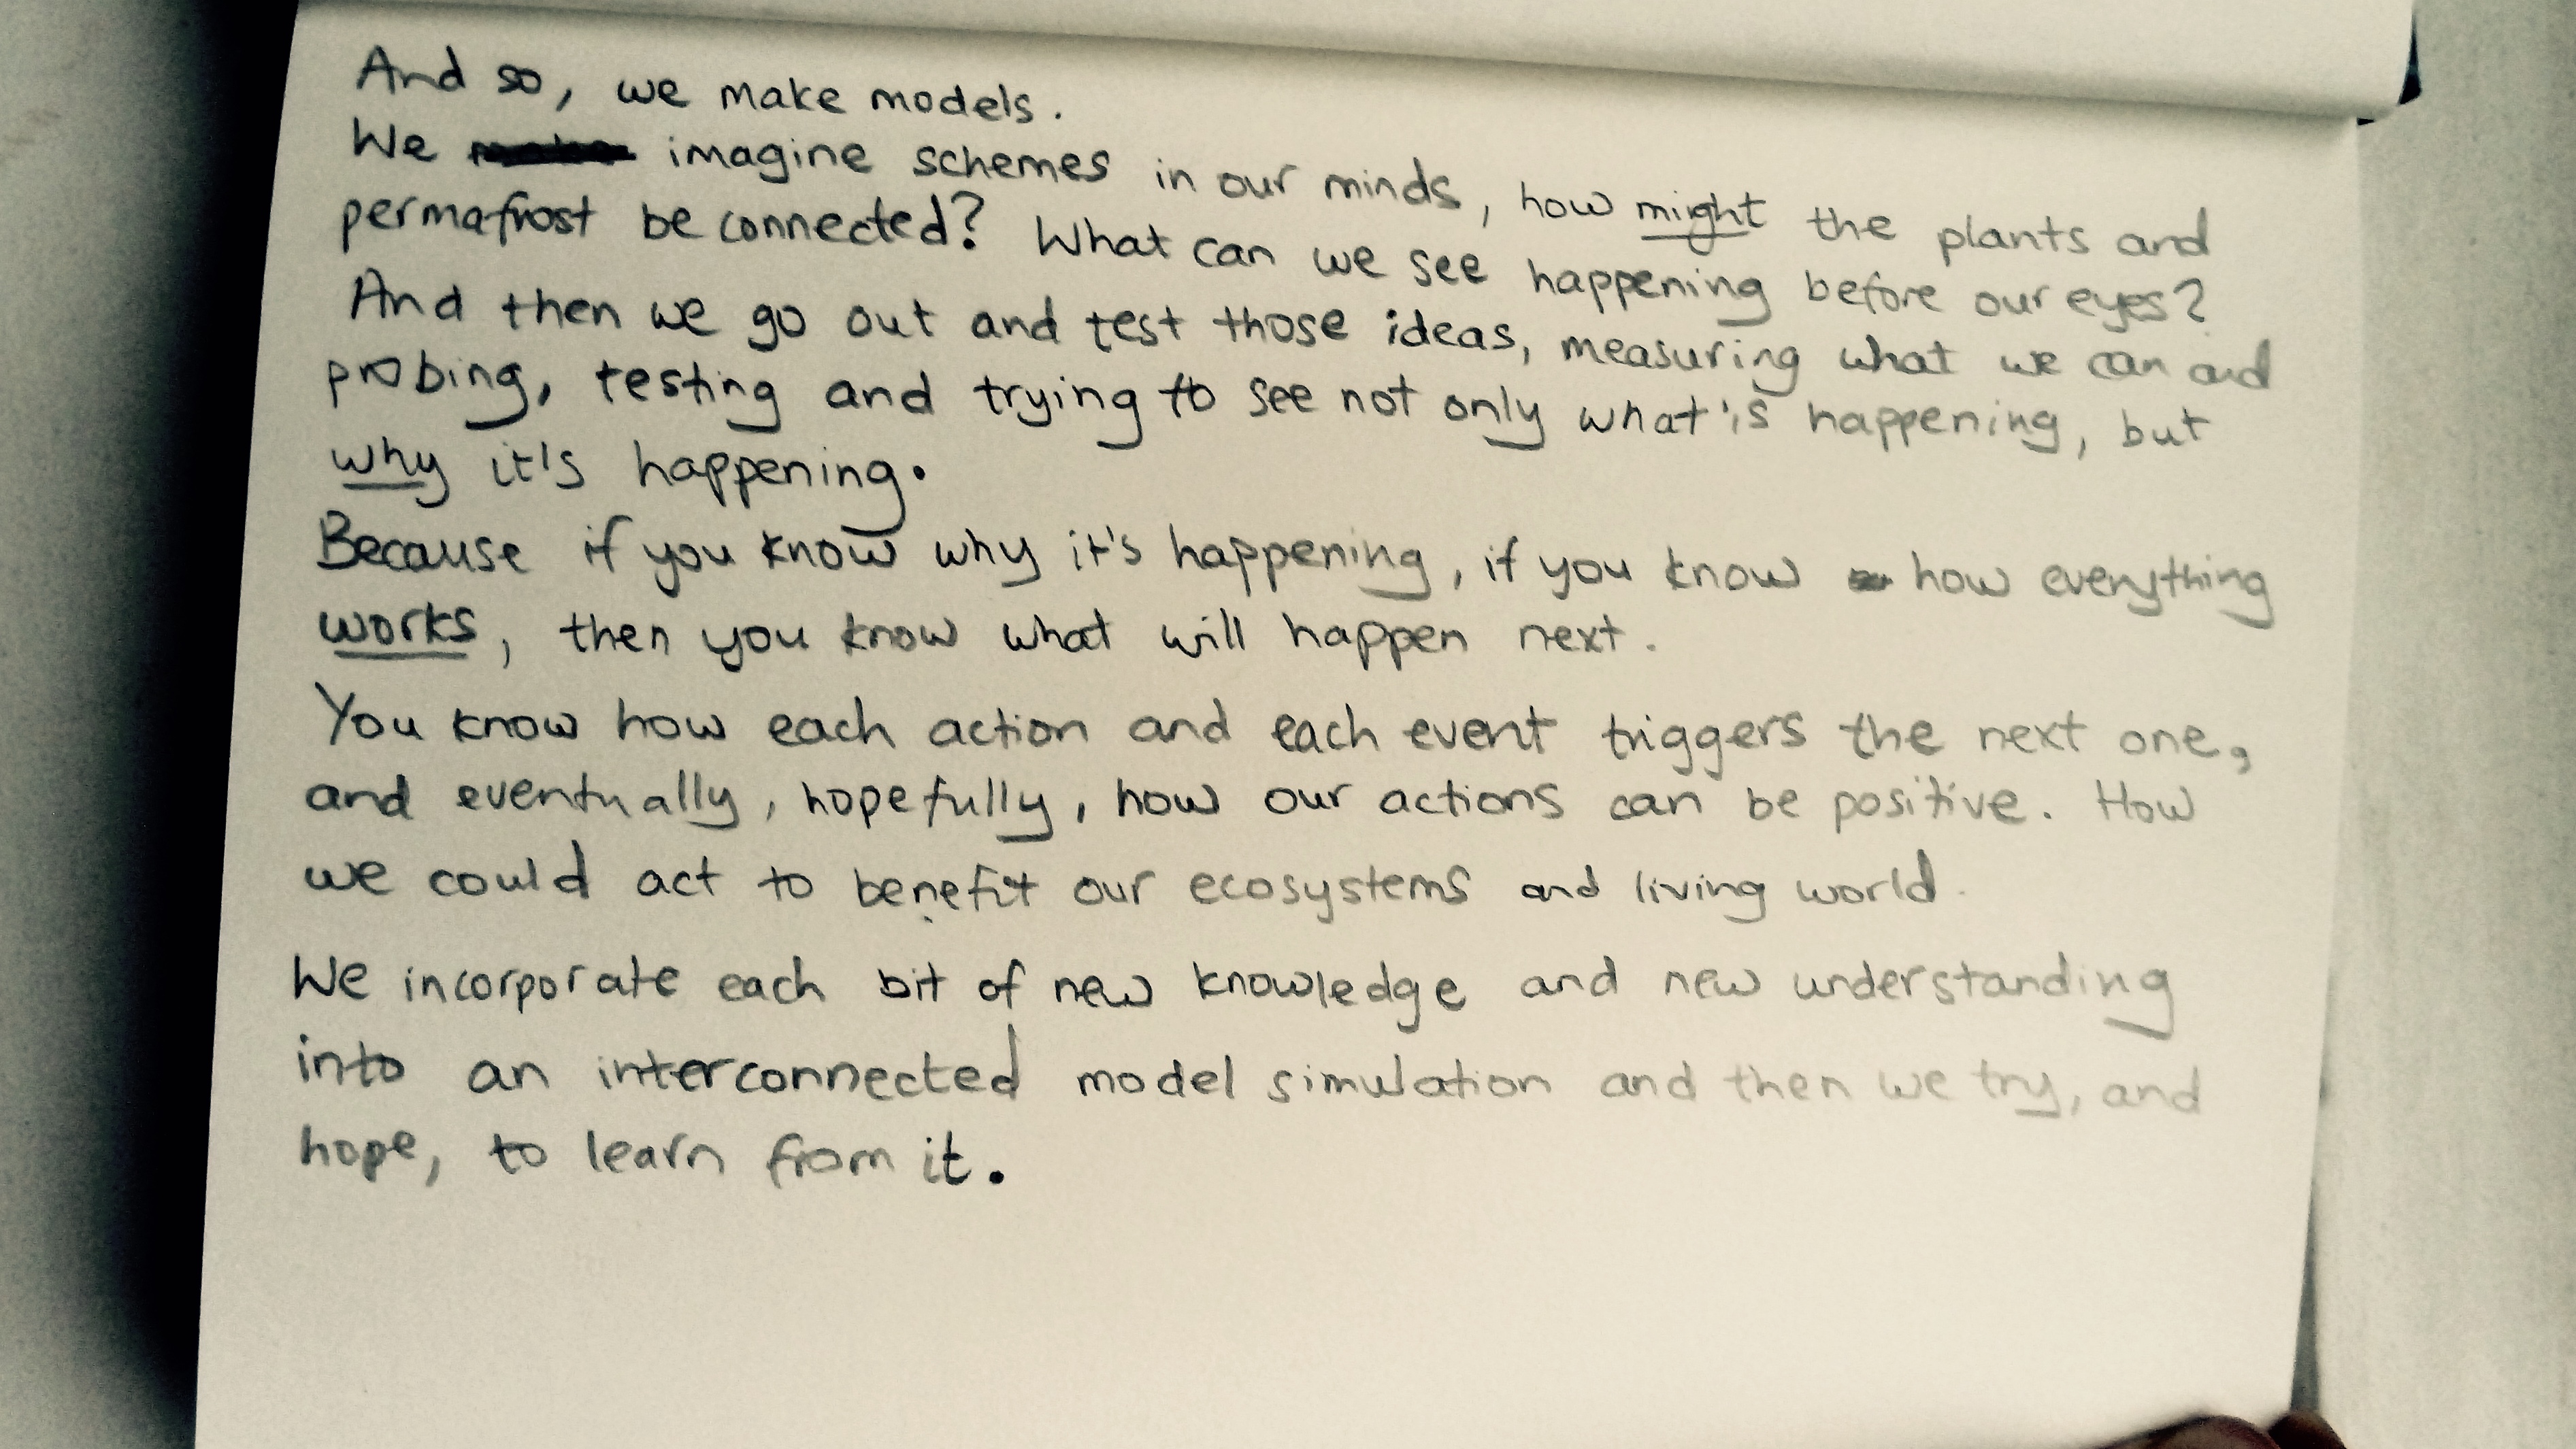 And so, we make models.
We imagine schemes in our minds, how might the plants and
permafrost be connected? What can we see happening before our eyes?
And then we go out and test those ideas, measuring what we can and
probing, testing and trying to see not only what's happening, but
why it's happening.
Because if you know why it's happening, if you know how everything
works, then you know what will happen next.
You know how each action and each event triggers the next one,
and eventually, hopefully, how our actions can be positive. How
we could act to benefit our ecosystems and living world.
We incorporate each bit of new knowledge and new understanding
into an interconnected model simulation and then we try, and
hope, to learn from it.